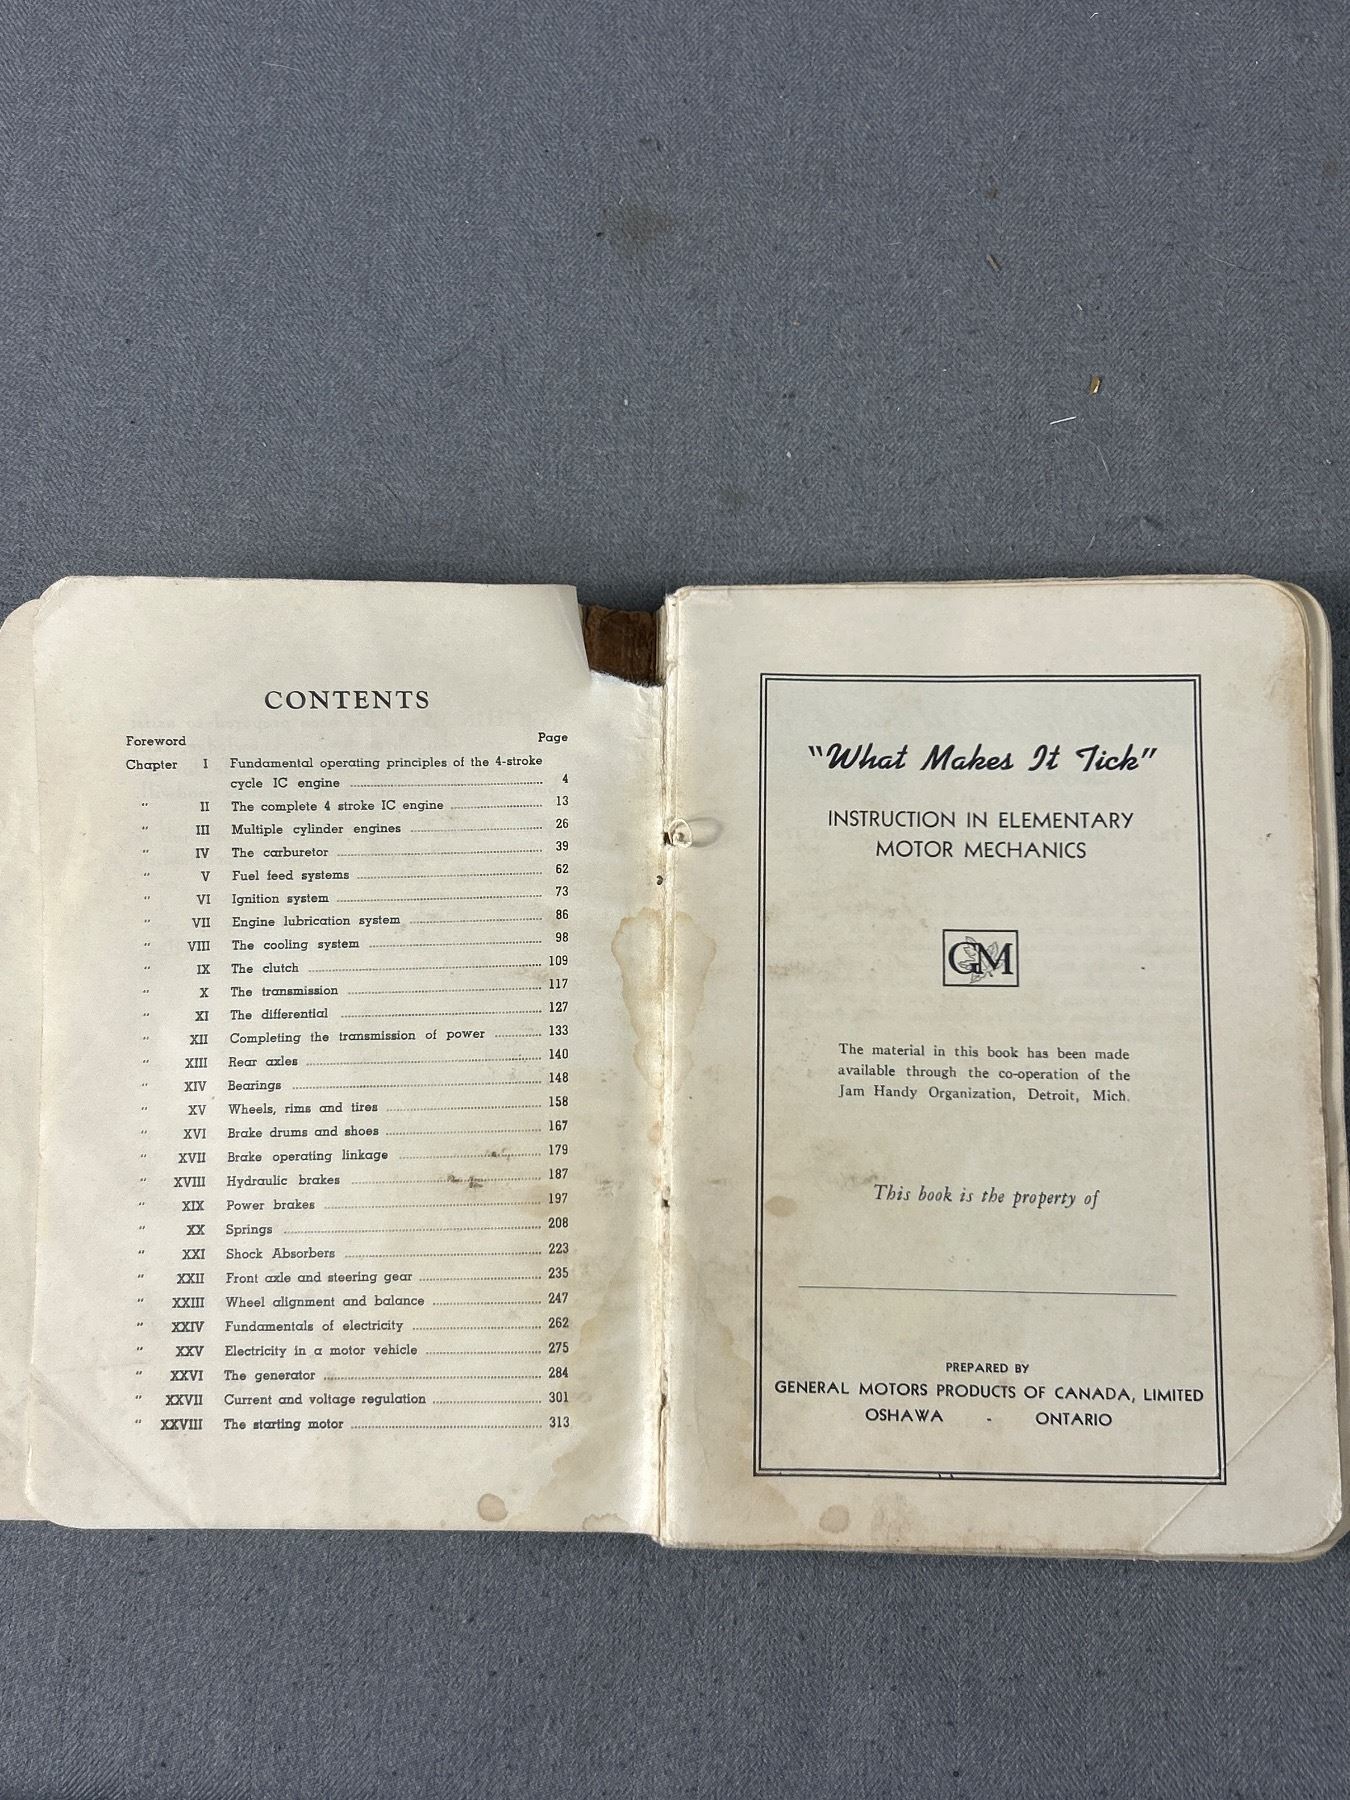 CONTENTS
Foreword Page
Chapter I Fundamental operating principles of the 4-stroke
cycle IC engine ........ 4
" II The complete 4 stroke IC engine ........ 13
" III Multiple cylinder engines ........ 26
" IV The carburetor ........ 39
" V Fuel feed systems ........ 62
" VI Ignition system ........ 73
" VII Engine lubrication system ........ 86
" VIII The cooling system ........ 98
" IX The clutch ........ 109
" X The transmission ........ 117
" XI The differential ........ 127
" XII Completing the transmission of power ........ 133
" XIII Rear axles ........ 140
" XIV Bearings ........ 148
" XV Wheels, rims and tires ........ 158
" XVI Brake drums and shoes ........ 167
" XVII Brake operating linkage ........ 179
" XVIII Hydraulic brakes ........ 187
" XIX Power brakes ........ 197
" XX Springs ........ 208
" XXI Shock Absorbers ........ 223
" XXII Front axle and steering gear ........ 235
" XXIII Wheel alignment and balance ........ 247
" XXIV Fundamentals of electricity ........ 262
" XXV Electricity in a motor vehicle ........ 275
" XXVI The generator ........ 284
" XXVII Current and voltage regulation ........ 301
" XXVIII The starting motor ........ 313
"What Makes It Tick"
INSTRUCTION IN ELEMENTARY
MOTOR MECHANICS
GM
The material in this book has been made
available through the co-operation of the
Jam Handy Organization, Detroit, Mich.
This book is the property of
PREPARED BY
GENERAL MOTORS PRODUCTS OF CANADA, LIMITED
OSHAWA - ONTARIO